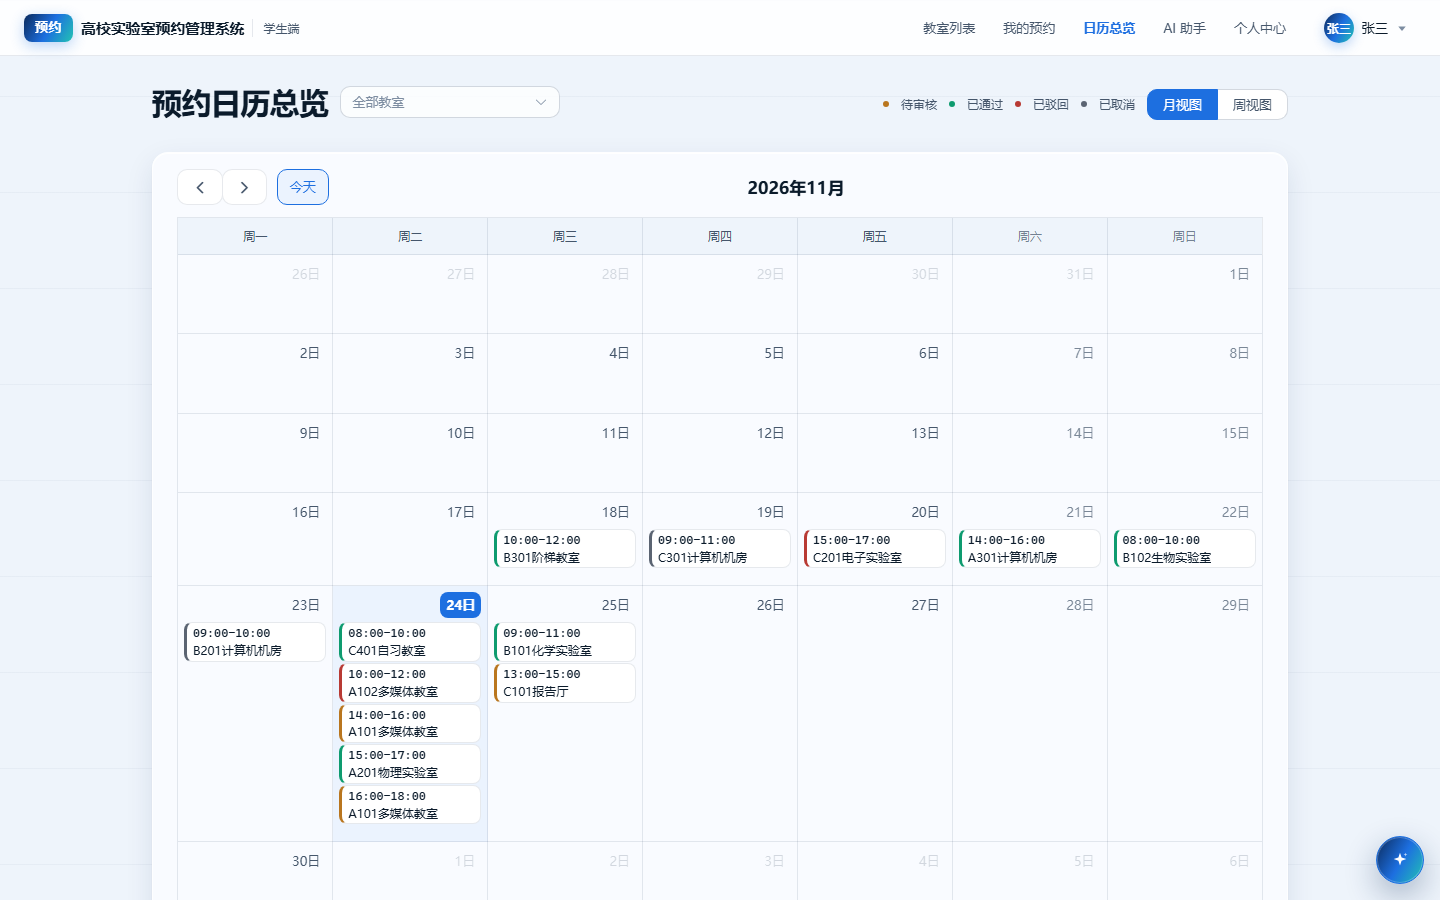 预约 高校实验室预约管理系统 学生端 教室列表 我的预约 日历总览 AI 助手 个人中心 张三 张三
预约日历总览 全部教室 待审核 已通过 已驳回 已取消 月视图 周视图
今天 2026年11月
周一 周二 周三 周四 周五 周六 周日
26日 27日 28日 29日 30日 31日 1日
2日 3日 4日 5日 6日 7日 8日
9日 10日 11日 12日 13日 14日 15日
16日 17日 18日 19日 20日 21日 22日
10:00-12:00 09:00-11:00 15:00-17:00 14:00-16:00 08:00-10:00
B301阶梯教室 C301计算机机房 C201电子实验室 A301计算机机房 B102生物实验室
23日 24日 25日 26日 27日 28日 29日
09:00-10:00 08:00-10:00 09:00-11:00
B201计算机机房 C401自习教室 B101化学实验室
10:00-12:00 13:00-15:00
A102多媒体教室 C101报告厅
14:00-16:00
A101多媒体教室
15:00-17:00
A201物理实验室
16:00-18:00
A101多媒体教室
30日 1日 2日 3日 4日 5日 6日